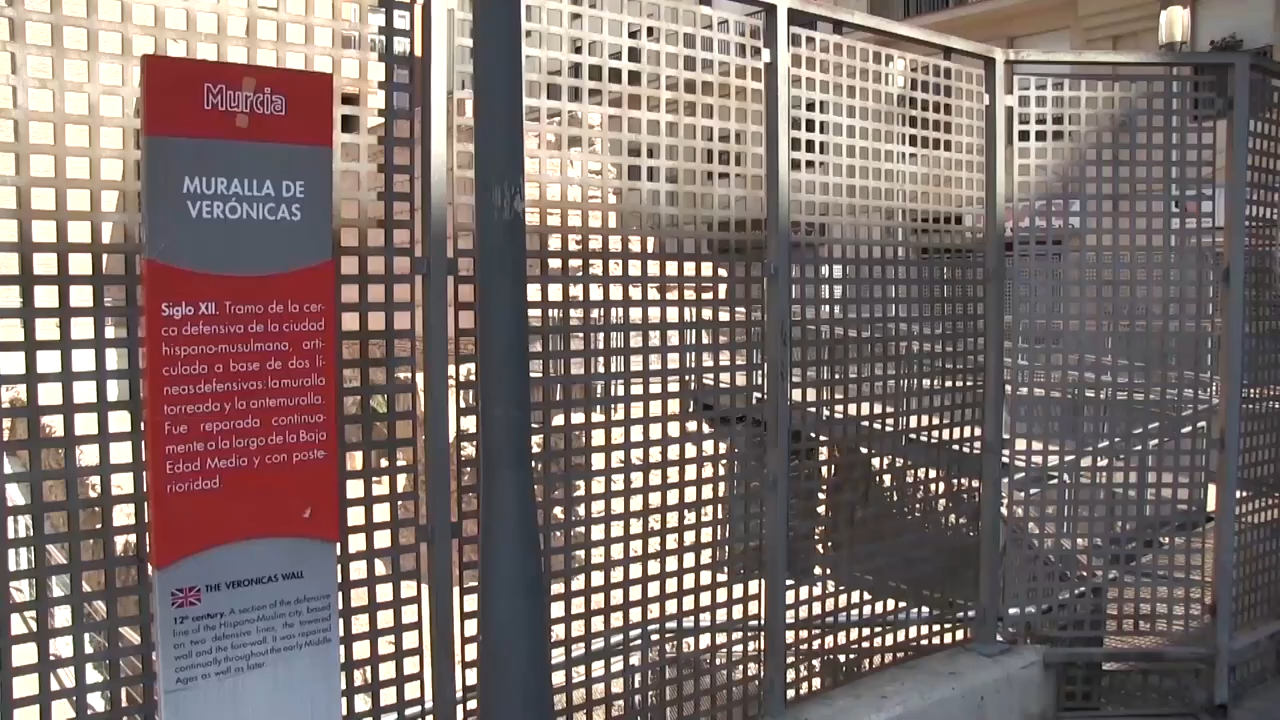 Murcia
MURALLA DE
VERÓNICAS
Siglo XII. Tramo de la cer-
ca defensiva de la ciudad
hispano-musulmana, arti-
culada a base de dos lí-
neas defensivas: la muralla
torreada y la antemuralla.
Fue reparada continua-
mente a la largo de la Baja
Edad Media y con poste-
rioridad.
THE VERONICAS WALL
12th century. A section of the defensive
line of the Hispano-Muslim city, based
on two defensive lines, the towered
wall and the fore-wall. It was repaired
continually throughout the early Middle
Ages as well as later.